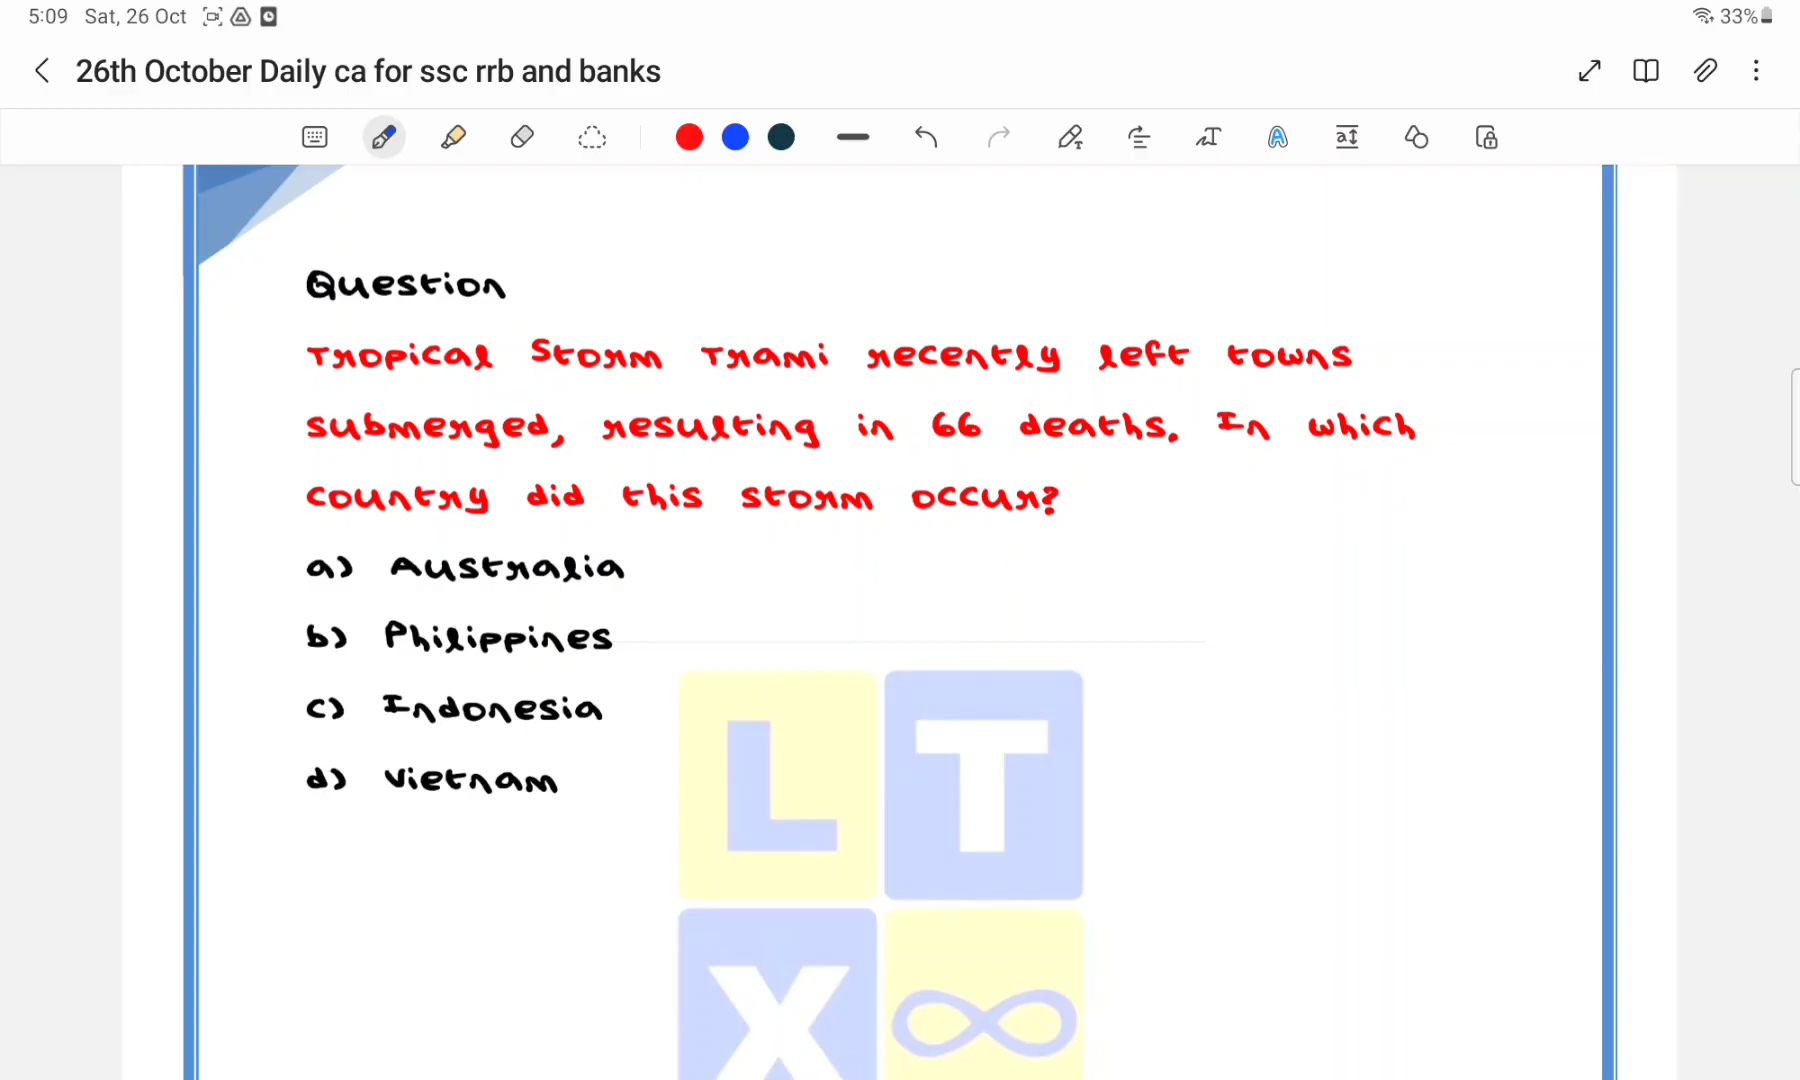 5:09 Sat, 26 Oct
33%
26th October Daily ca for ssc rrb and banks
Question
Tropical Storm Trami recently left towns
submerged, resulting in 66 deaths. In which
country did this storm occur?
a) Australia
b) Philippines
c) Indonesia
d) Vietnam
L T
X ∞